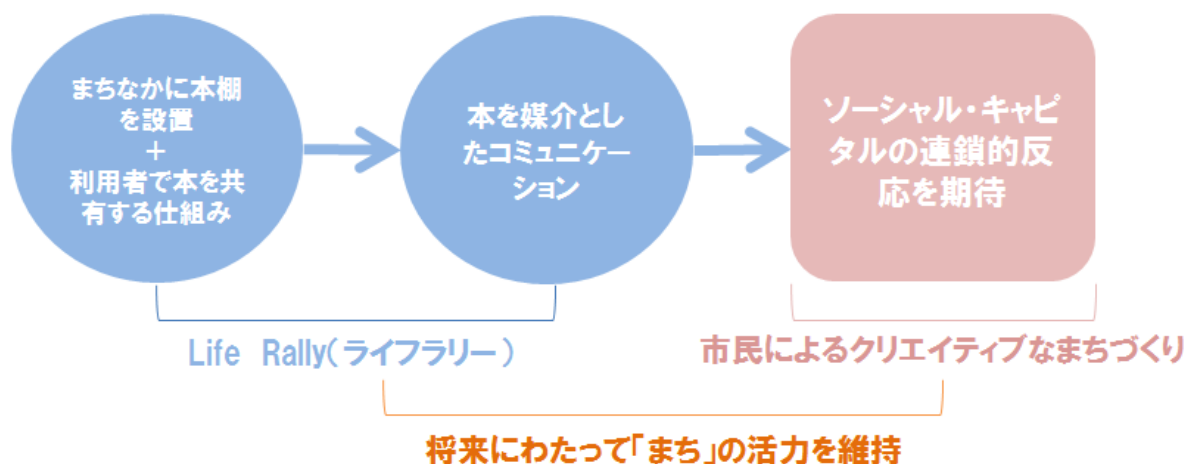 まちなかに本棚
を設置
＋
利用者で本を共
有する仕組み
本を媒介とし
たコミュニケー
ション
ソーシャル・キャピ
タルの連鎖的反
応を期待
Life Rally(ライフラリー)
市民によるクリエイティブなまちづくり
将来にわたって「まち」の活力を維持